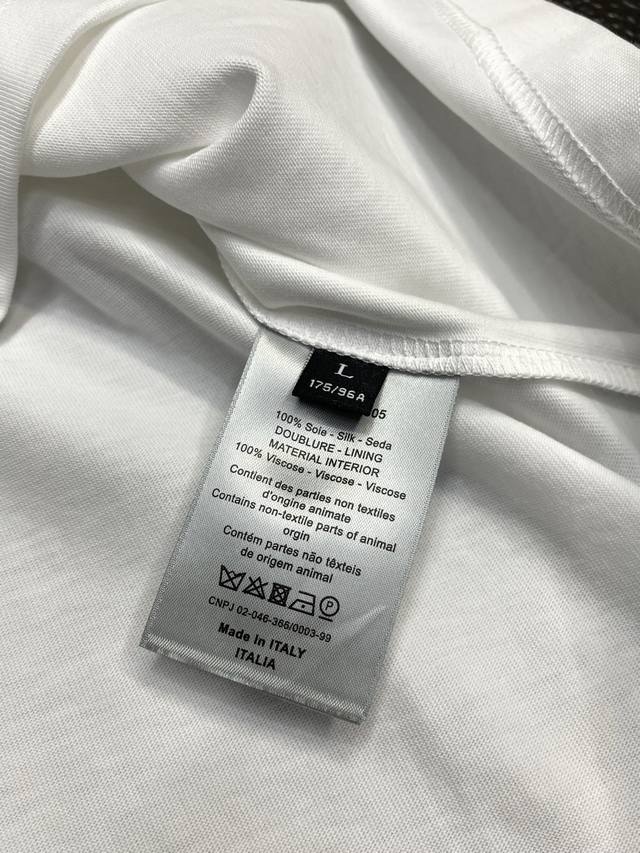 L
175/96A
05
100% Soie - Silk - Seda
DOUBLURE - LINING
MATERIAL INTERIOR
100% Viscose - Viscose - Viscose
Contient des parties non textiles
d'ongine animate
Contains non-textile parts of animal
orgin
Contém partes não têxteis
de origem animal
P
CNPJ 02-046-366/0003-99
Made In ITALY
ITALIA